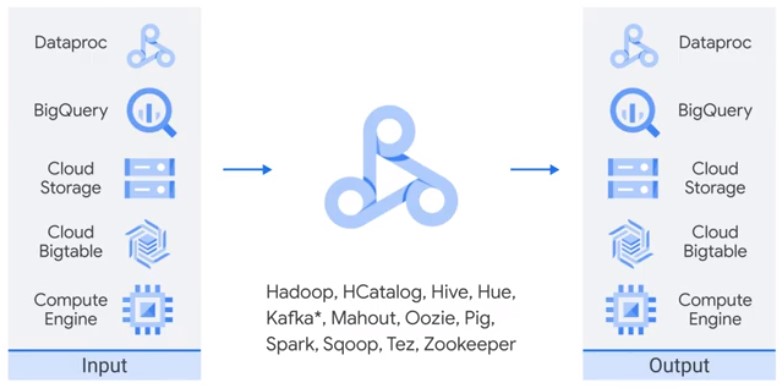 Dataproc
BigQuery
Cloud
Storage
Cloud
Bigtable
Compute
Engine
Input
Hadoop, HCatalog, Hive, Hue,
Kafka*, Mahout, Oozie, Pig,
Spark, Sqoop, Tez, Zookeeper
Dataproc
BigQuery
Cloud
Storage
Cloud
Bigtable
Compute
Engine
Output